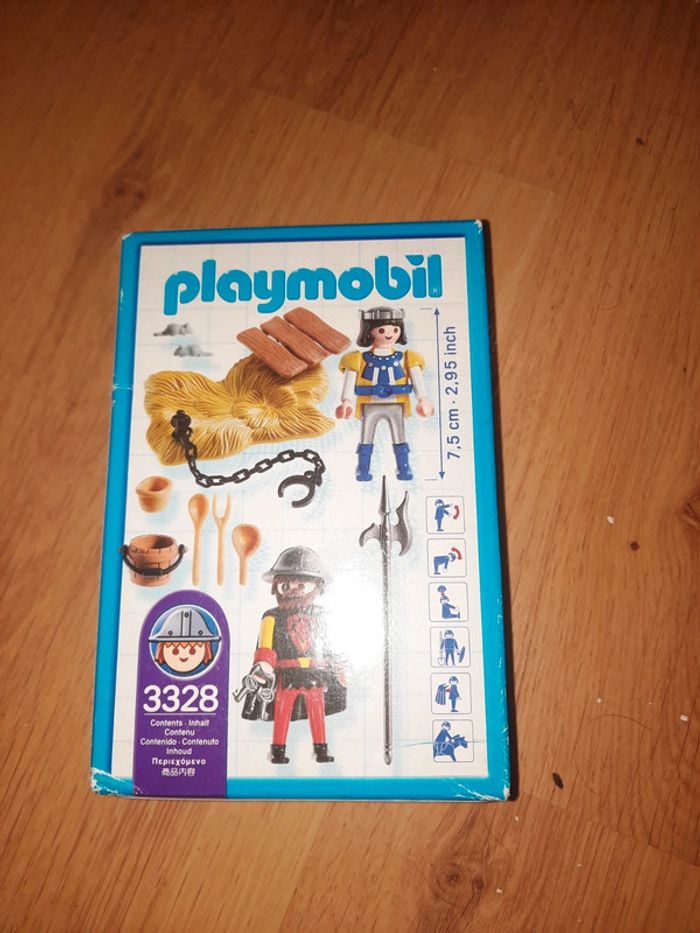 playmobil®
7,5 cm · 2,95 inch
3328
Contents · Inhalt
Contenu
Contenido · Contenuto
Inhoud
Περιεχόμενο
商品内容